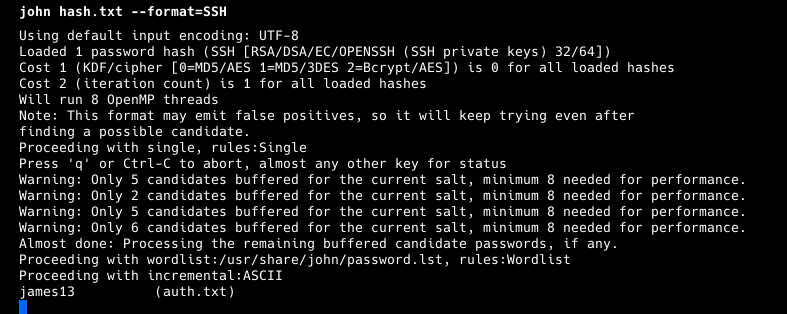 john hash.txt --format=SSH
Using default input encoding: UTF-8
Loaded 1 password hash (SSH [RSA/DSA/EC/OPENSSH (SSH private keys) 32/64])
Cost 1 (KDF/cipher [0=MD5/AES 1=MD5/3DES 2=Bcrypt/AES]) is 0 for all loaded hashes
Cost 2 (iteration count) is 1 for all loaded hashes
Will run 8 OpenMP threads
Note: This format may emit false positives, so it will keep trying even after
finding a possible candidate.
Proceeding with single, rules:Single
Press 'q' or Ctrl-C to abort, almost any other key for status
Warning: Only 5 candidates buffered for the current salt, minimum 8 needed for performance.
Warning: Only 2 candidates buffered for the current salt, minimum 8 needed for performance.
Warning: Only 5 candidates buffered for the current salt, minimum 8 needed for performance.
Warning: Only 6 candidates buffered for the current salt, minimum 8 needed for performance.
Almost done: Processing the remaining buffered candidate passwords, if any.
Proceeding with wordlist:/usr/share/john/password.lst, rules:Wordlist
Proceeding with incremental:ASCII
james13          (auth.txt)